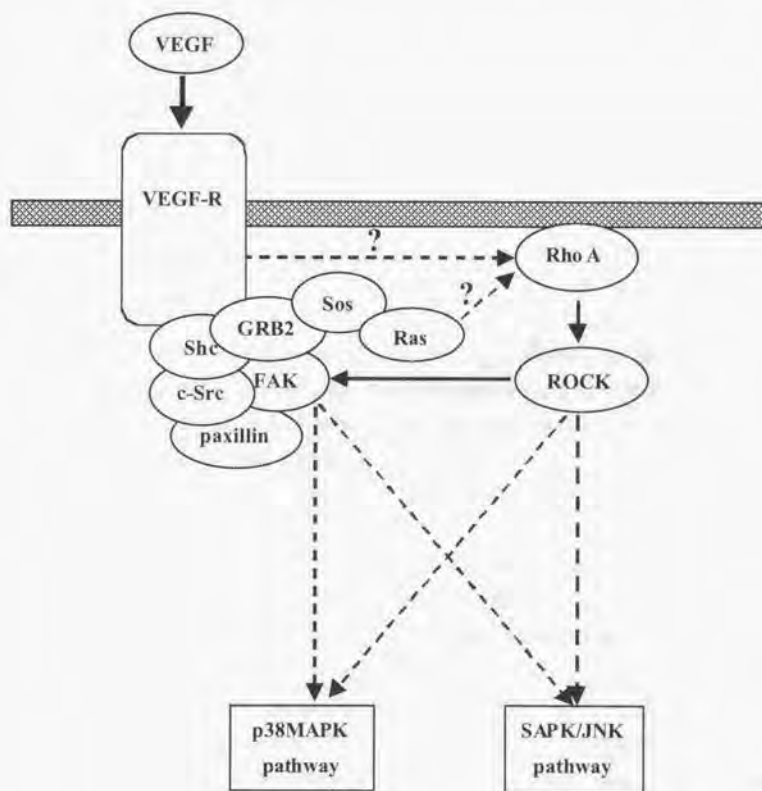 VEGF
VEGF-R
?
Rho A
Sos
?
GRB2
Ras
Shc
FAK
ROCK
c-Src
paxillin
p38MAPK
pathway
SAPK/JNK
pathway